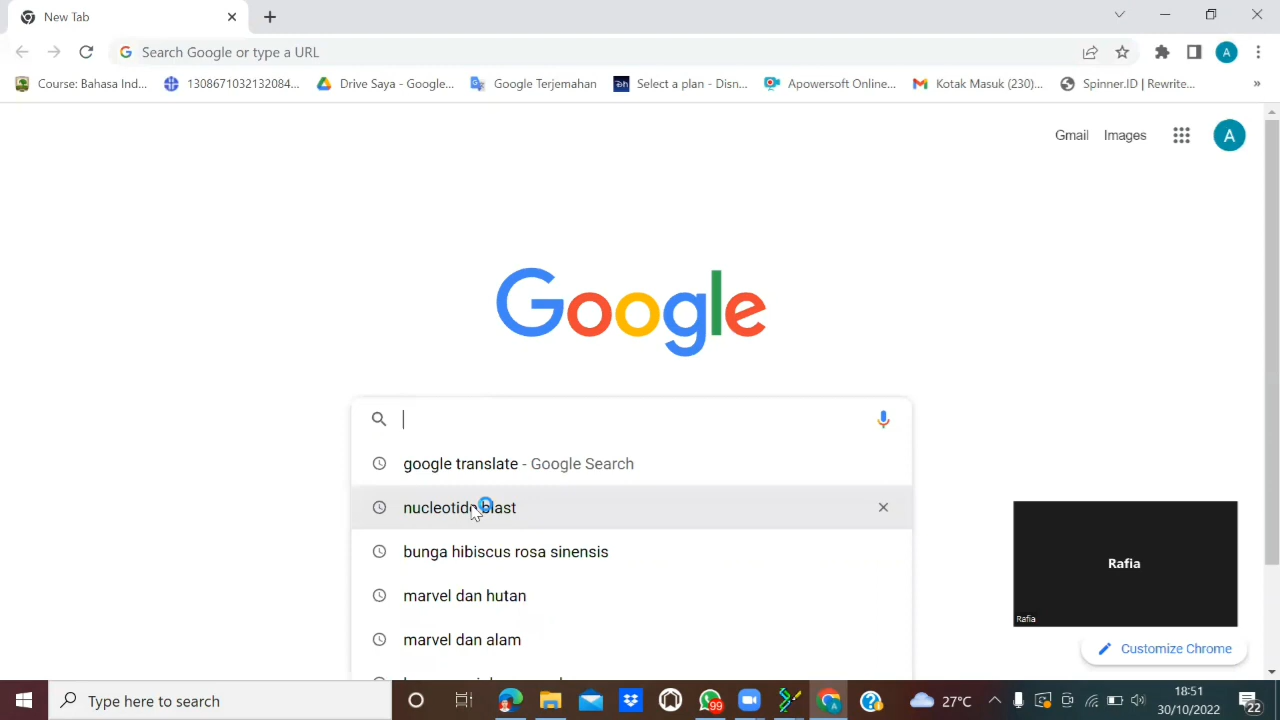 New Tab
Search Google or type a URL
A
Course: Bahasa Ind...
1308671032132084...
Drive Saya - Google...
Google Terjemahan
Select a plan - Disn...
Apowersoft Online...
Kotak Masuk (230)...
Spinner.ID | Rewrite...
»
Gmail
Images
A
Google
google translate - Google Search
nucleotide blast
bunga hibiscus rosa sinensis
marvel dan hutan
marvel dan alam
Rafia
Rafia
Customize Chrome
Type here to search
99
27°C
18:51
30/10/2022
22